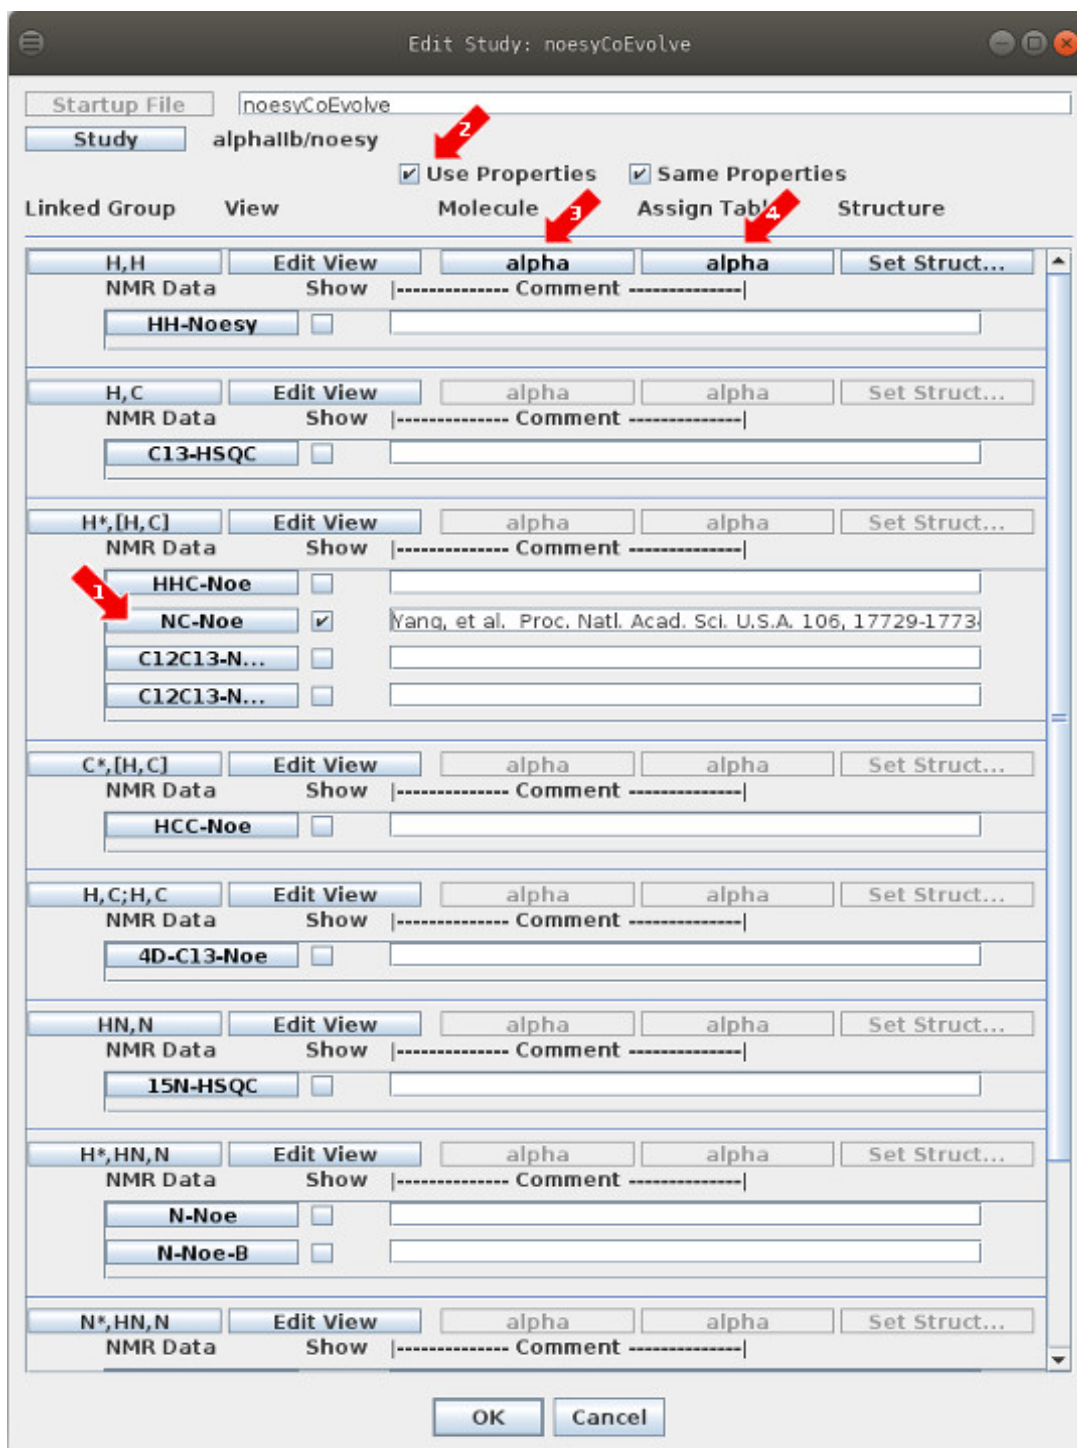 Edit Study: noesyCoEvolve
Startup File noesyCoEvolve
Study alphaIIb/noesy
2
Use Properties Same Properties
Linked Group View Molecule Assign Structure
3 4
H,H Edit View alpha alpha Set Struct...
NMR Data Show |-------------- Comment --------------|
HH-Noesy
H,C Edit View alpha alpha Set Struct...
NMR Data Show |-------------- Comment --------------|
C13-HSQC
H*,[H,C] Edit View alpha alpha Set Struct...
NMR Data Show |-------------- Comment --------------|
HHC-Noe
1
NC-Noe Yang, et al. Proc. Natl. Acad. Sci. U.S.A. 106, 17729-1773
C12C13-N...
C12C13-N...
C*,[H,C] Edit View alpha alpha Set Struct...
NMR Data Show |-------------- Comment --------------|
HCC-Noe
H,C;H,C Edit View alpha alpha Set Struct...
NMR Data Show |-------------- Comment --------------|
4D-C13-Noe
HN,N Edit View alpha alpha Set Struct...
NMR Data Show |-------------- Comment --------------|
15N-HSQC
H*,HN,N Edit View alpha alpha Set Struct...
NMR Data Show |-------------- Comment --------------|
N-Noe
N-Noe-B
N*,HN,N Edit View alpha alpha Set Struct...
NMR Data Show |-------------- Comment --------------|
OK Cancel